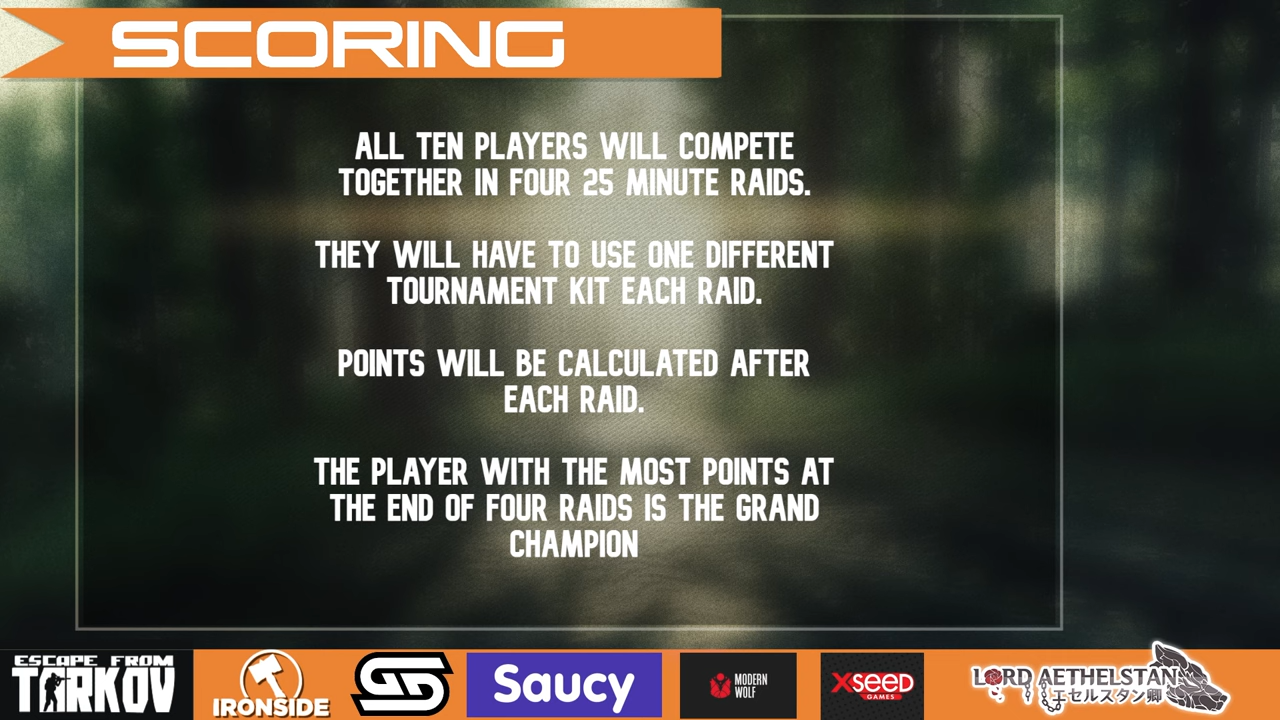 SCORING
ALL TEN PLAYERS WILL COMPETE
TOGETHER IN FOUR 25 MINUTE RAIDS.
THEY WILL HAVE TO USE ONE DIFFERENT
TOURNAMENT KIT EACH RAID.
POINTS WILL BE CALCULATED AFTER
EACH RAID.
THE PLAYER WITH THE MOST POINTS AT
THE END OF FOUR RAIDS IS THE GRAND
CHAMPION
ESCAPE FROM
TARKOV
IRONSIDE
Saucy
MODERN
WOLF
XSEED
GAMES
LORD AETHELSTAN
エセルスタン卿